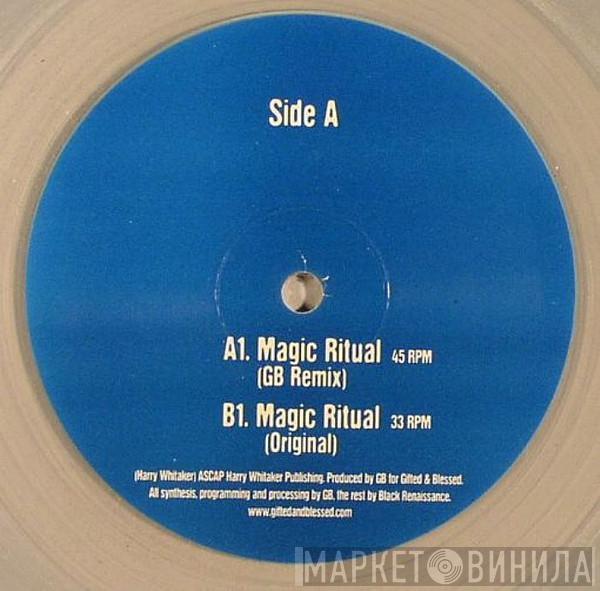 Side A
A1. Magic Ritual 45 RPM
(GB Remix)
B1. Magic Ritual 33 RPM
(Original)
(Harry Whitaker) ASCAP Harry Whitaker Publishing. Produced by GB for Gifted & Blessed.
All synthesis, programming and processing by GB, the rest by Black Renaissance.
www.giftedandblessed.com
МАРКЕТ ВИНИЛА